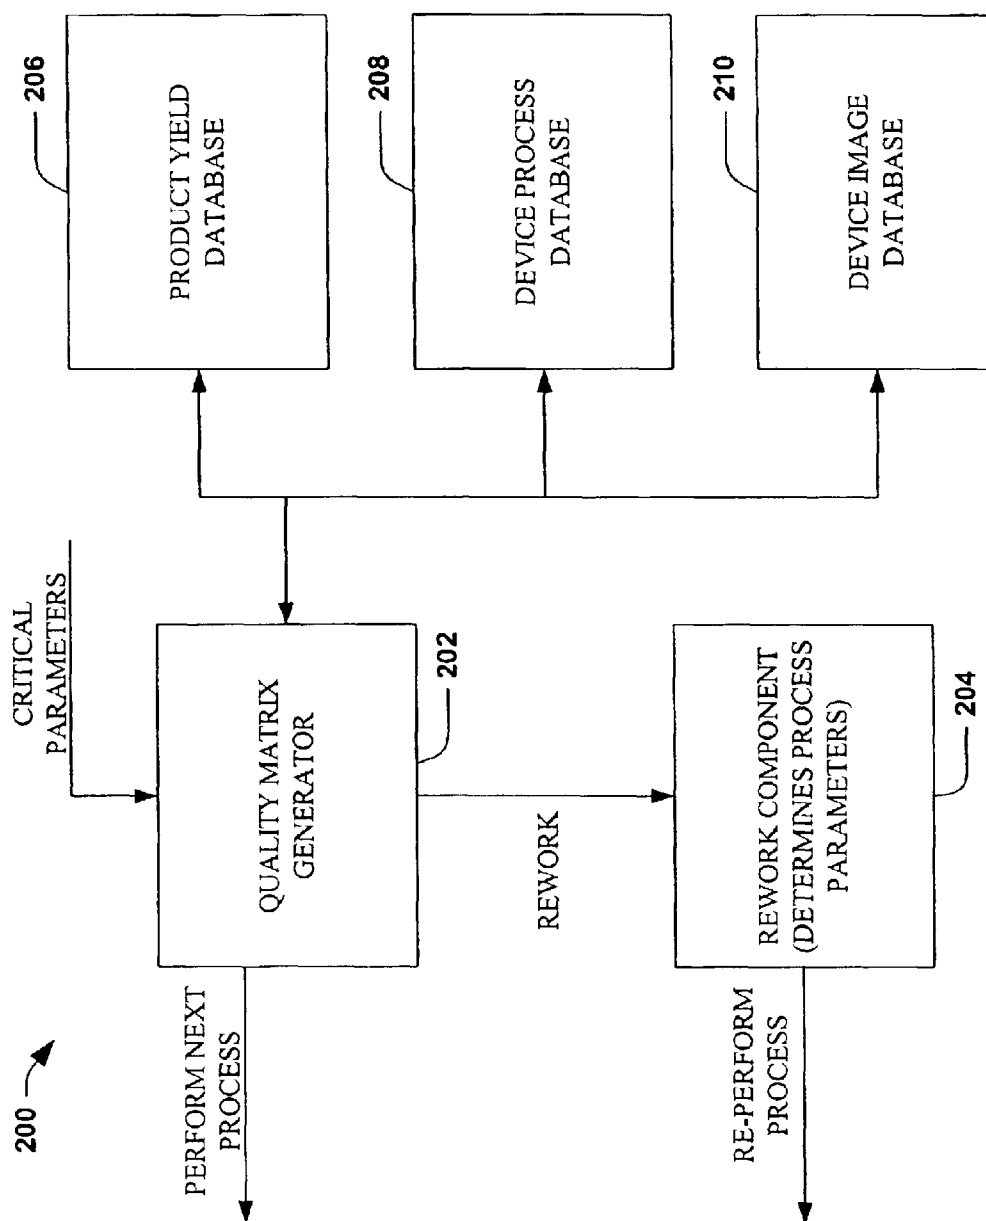 200
CRITICAL
PARAMETERS
PERFORM NEXT
PROCESS
QUALITY MATRIX
GENERATOR
202
206
PRODUCT YIELD
DATABASE
208
DEVICE PROCESS
DATABASE
210
DEVICE IMAGE
DATABASE
REWORK
RE-PERFORM
PROCESS
REWORK COMPONENT
(DETERMINES PROCESS
PARAMETERS)
204